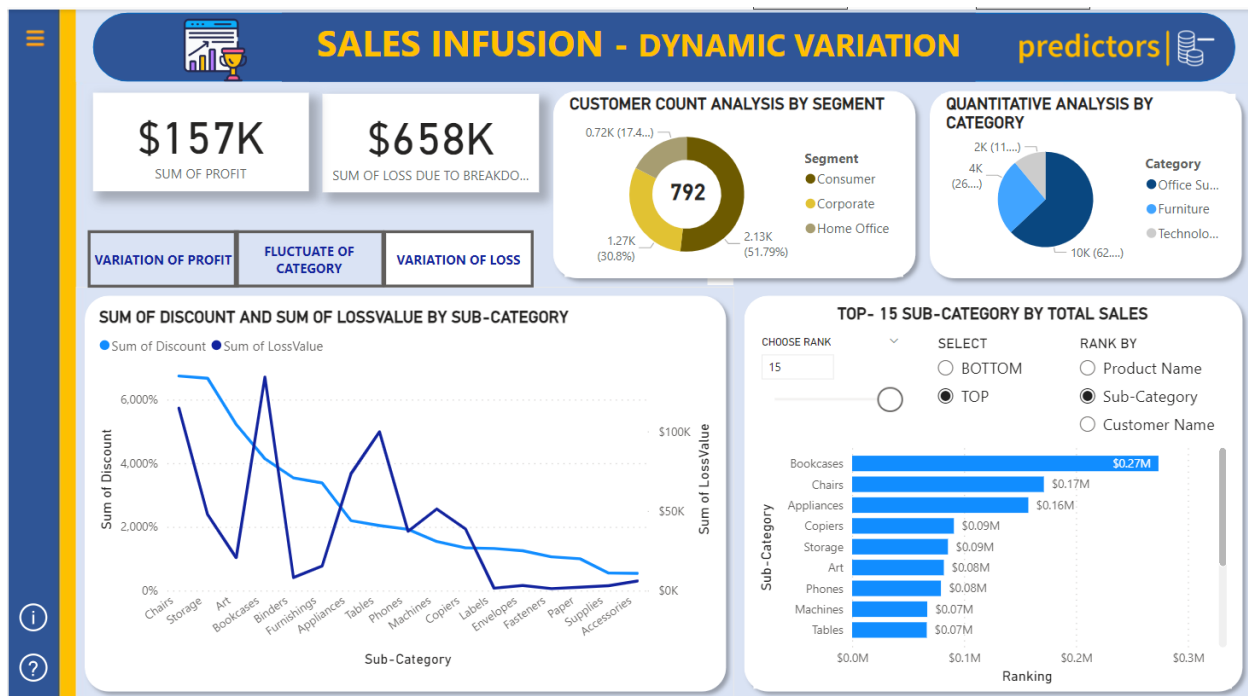 SALES INFUSION - DYNAMIC VARIATION
predictors
$157K
SUM OF PROFIT
$658K
SUM OF LOSS DUE TO BREAKDO...
CUSTOMER COUNT ANALYSIS BY SEGMENT
0.72K (17.4...)
792
1.27K
(30.8%)
2.13K
(51.79%)
Segment
Consumer
Corporate
Home Office
QUANTITATIVE ANALYSIS BY
CATEGORY
2K (11....)
4K
(26....)
10K (62....)
Category
Office Su...
Furniture
Technolo...
VARIATION OF PROFIT
FLUCTUATE OF
CATEGORY
VARIATION OF LOSS
SUM OF DISCOUNT AND SUM OF LOSSVALUE BY SUB-CATEGORY
Sum of Discount Sum of LossValue
Sum of Discount
6,000%
4,000%
2,000%
0%
$100K
$50K
$0K
Sum of LossValue
Chairs
Storage
Art
Bookcases
Binders
Furnishings
Appliances
Tables
Phones
Machines
Copiers
Labels
Envelopes
Fasteners
Paper
Supplies
Accessories
Sub-Category
TOP- 15 SUB-CATEGORY BY TOTAL SALES
CHOOSE RANK
15
SELECT
BOTTOM
TOP
RANK BY
Product Name
Sub-Category
Customer Name
Sub-Category
Bookcases $0.27M
Chairs $0.17M
Appliances $0.16M
Copiers $0.09M
Storage $0.09M
Art $0.08M
Phones $0.08M
Machines $0.07M
Tables $0.07M
$0.0M $0.1M $0.2M $0.3M
Ranking
i
?